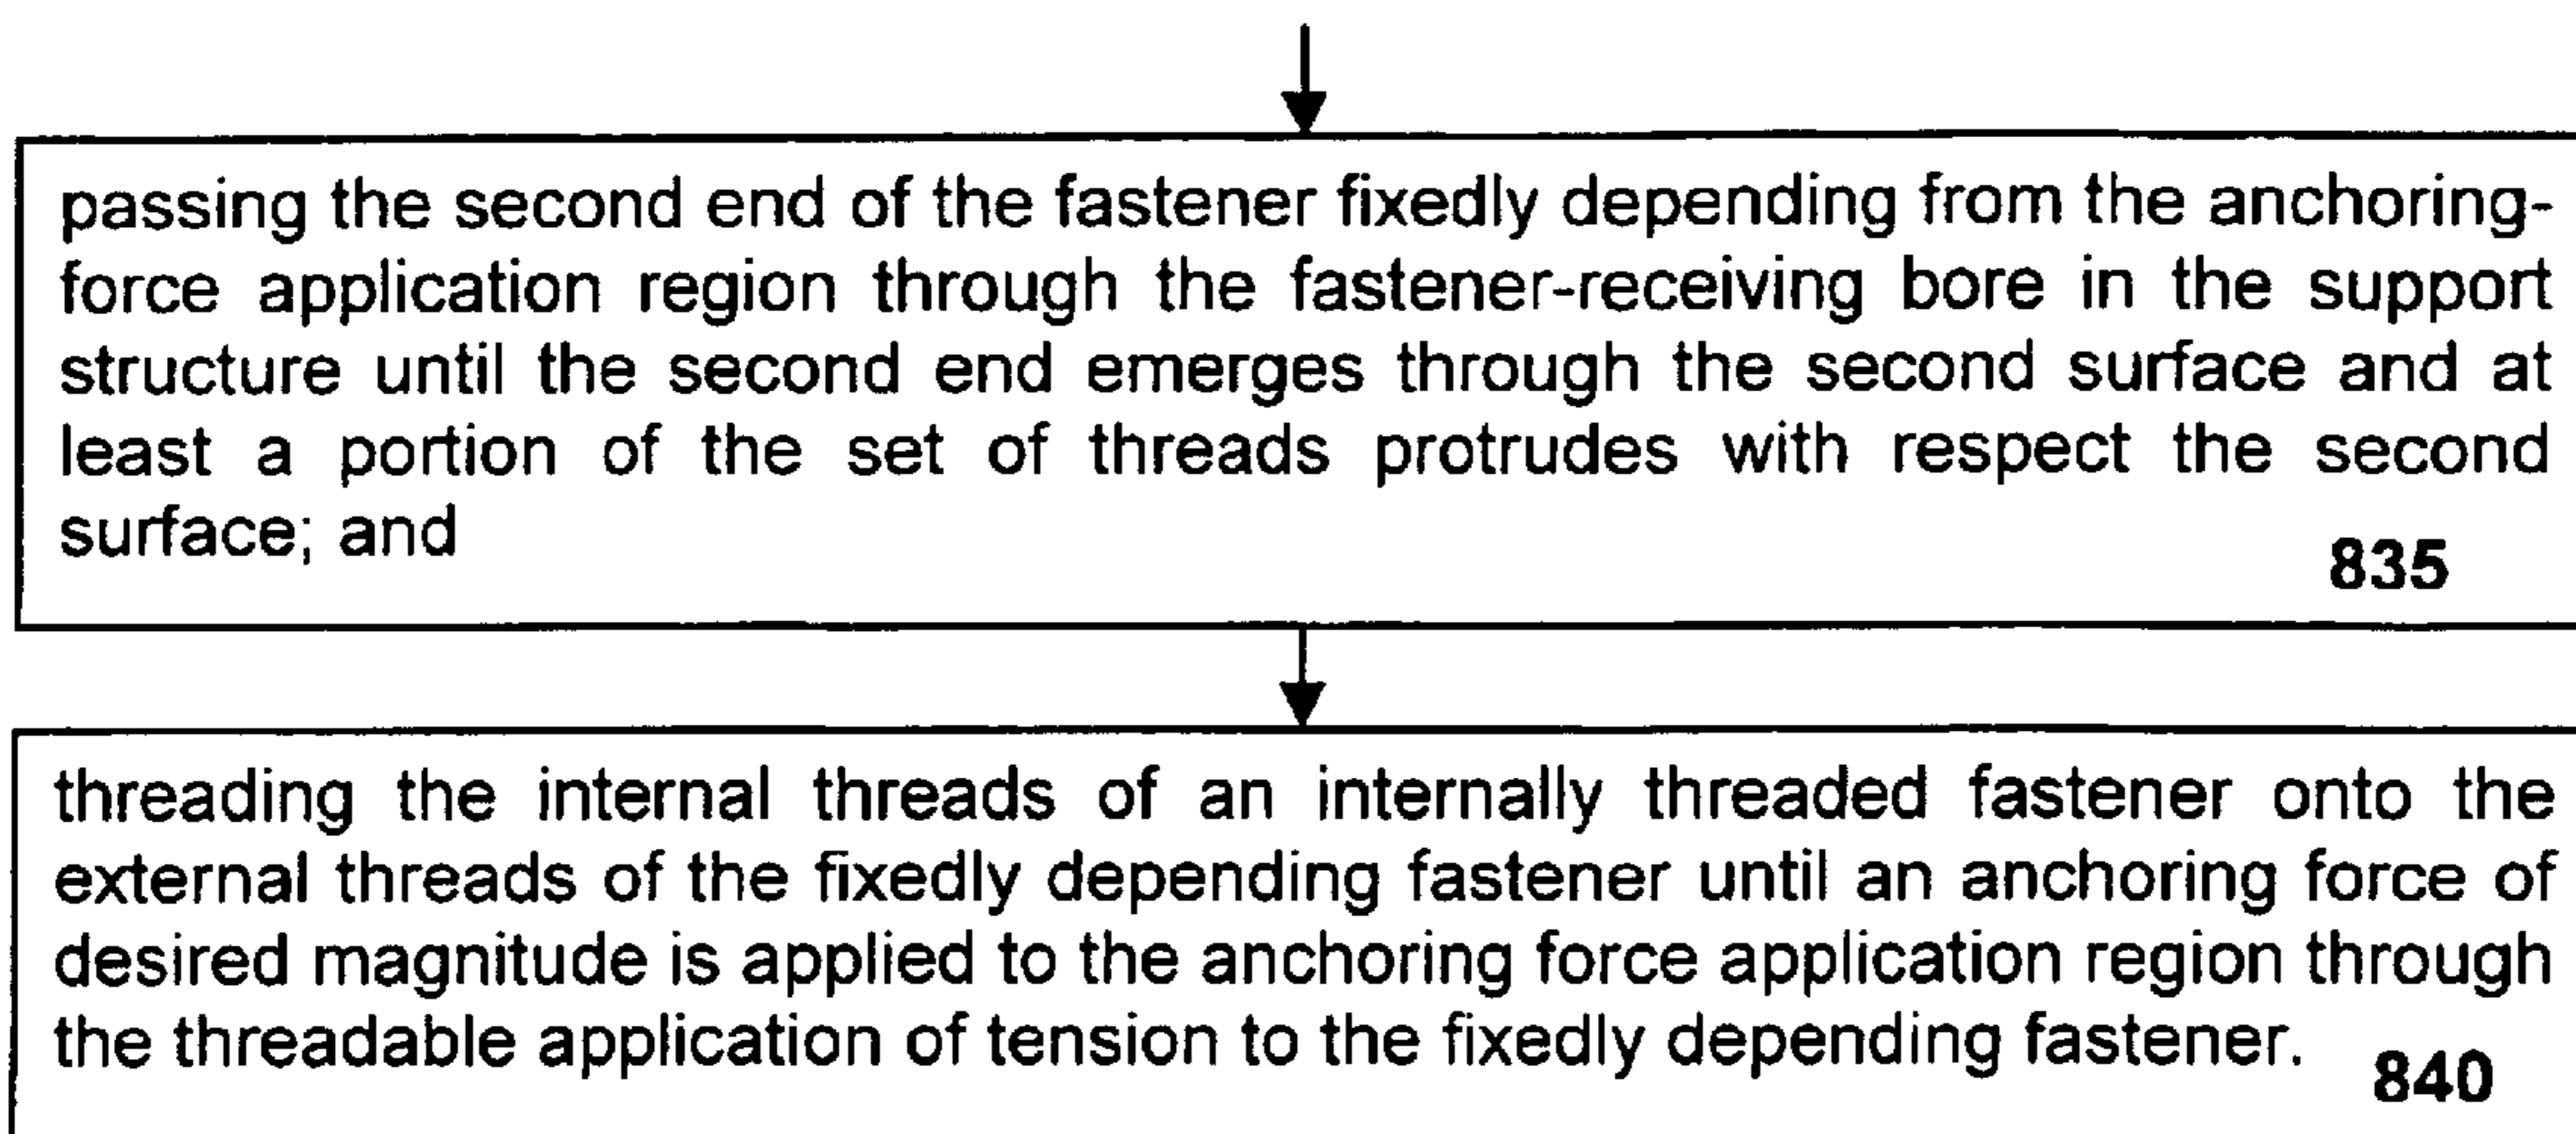 passing the second end of the fastener fixedly depending from the anchoring-
force application region through the fastener-receiving bore in the support
structure until the second end emerges through the second surface and at
least a portion of the set of threads protrudes with respect the second
surface; and
835
threading the internal threads of an internally threaded fastener onto the
external threads of the fixedly depending fastener until an anchoring force of
desired magnitude is applied to the anchoring force application region through
the threadable application of tension to the fixedly depending fastener.
840